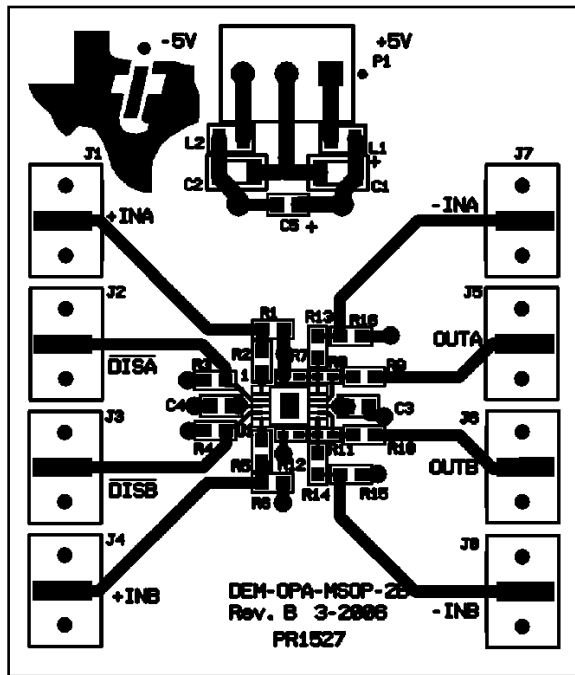 -5V
+5V
P1
L2
L1
+
C2
C1
C5
+
J1
J7
+INA
-INA
J2
J5
R13
R16
R1
OUTA
R2
R7
DISA
R3
R8
R9
1
C4
C3
J3
J6
R4
R11
R10
R5
R12
OUTB
DISB
R14
R15
R6
J4
J8
+INB
DEM-OPA-MSOP-2B
Rev. B 3-2006
-INB
PR1527